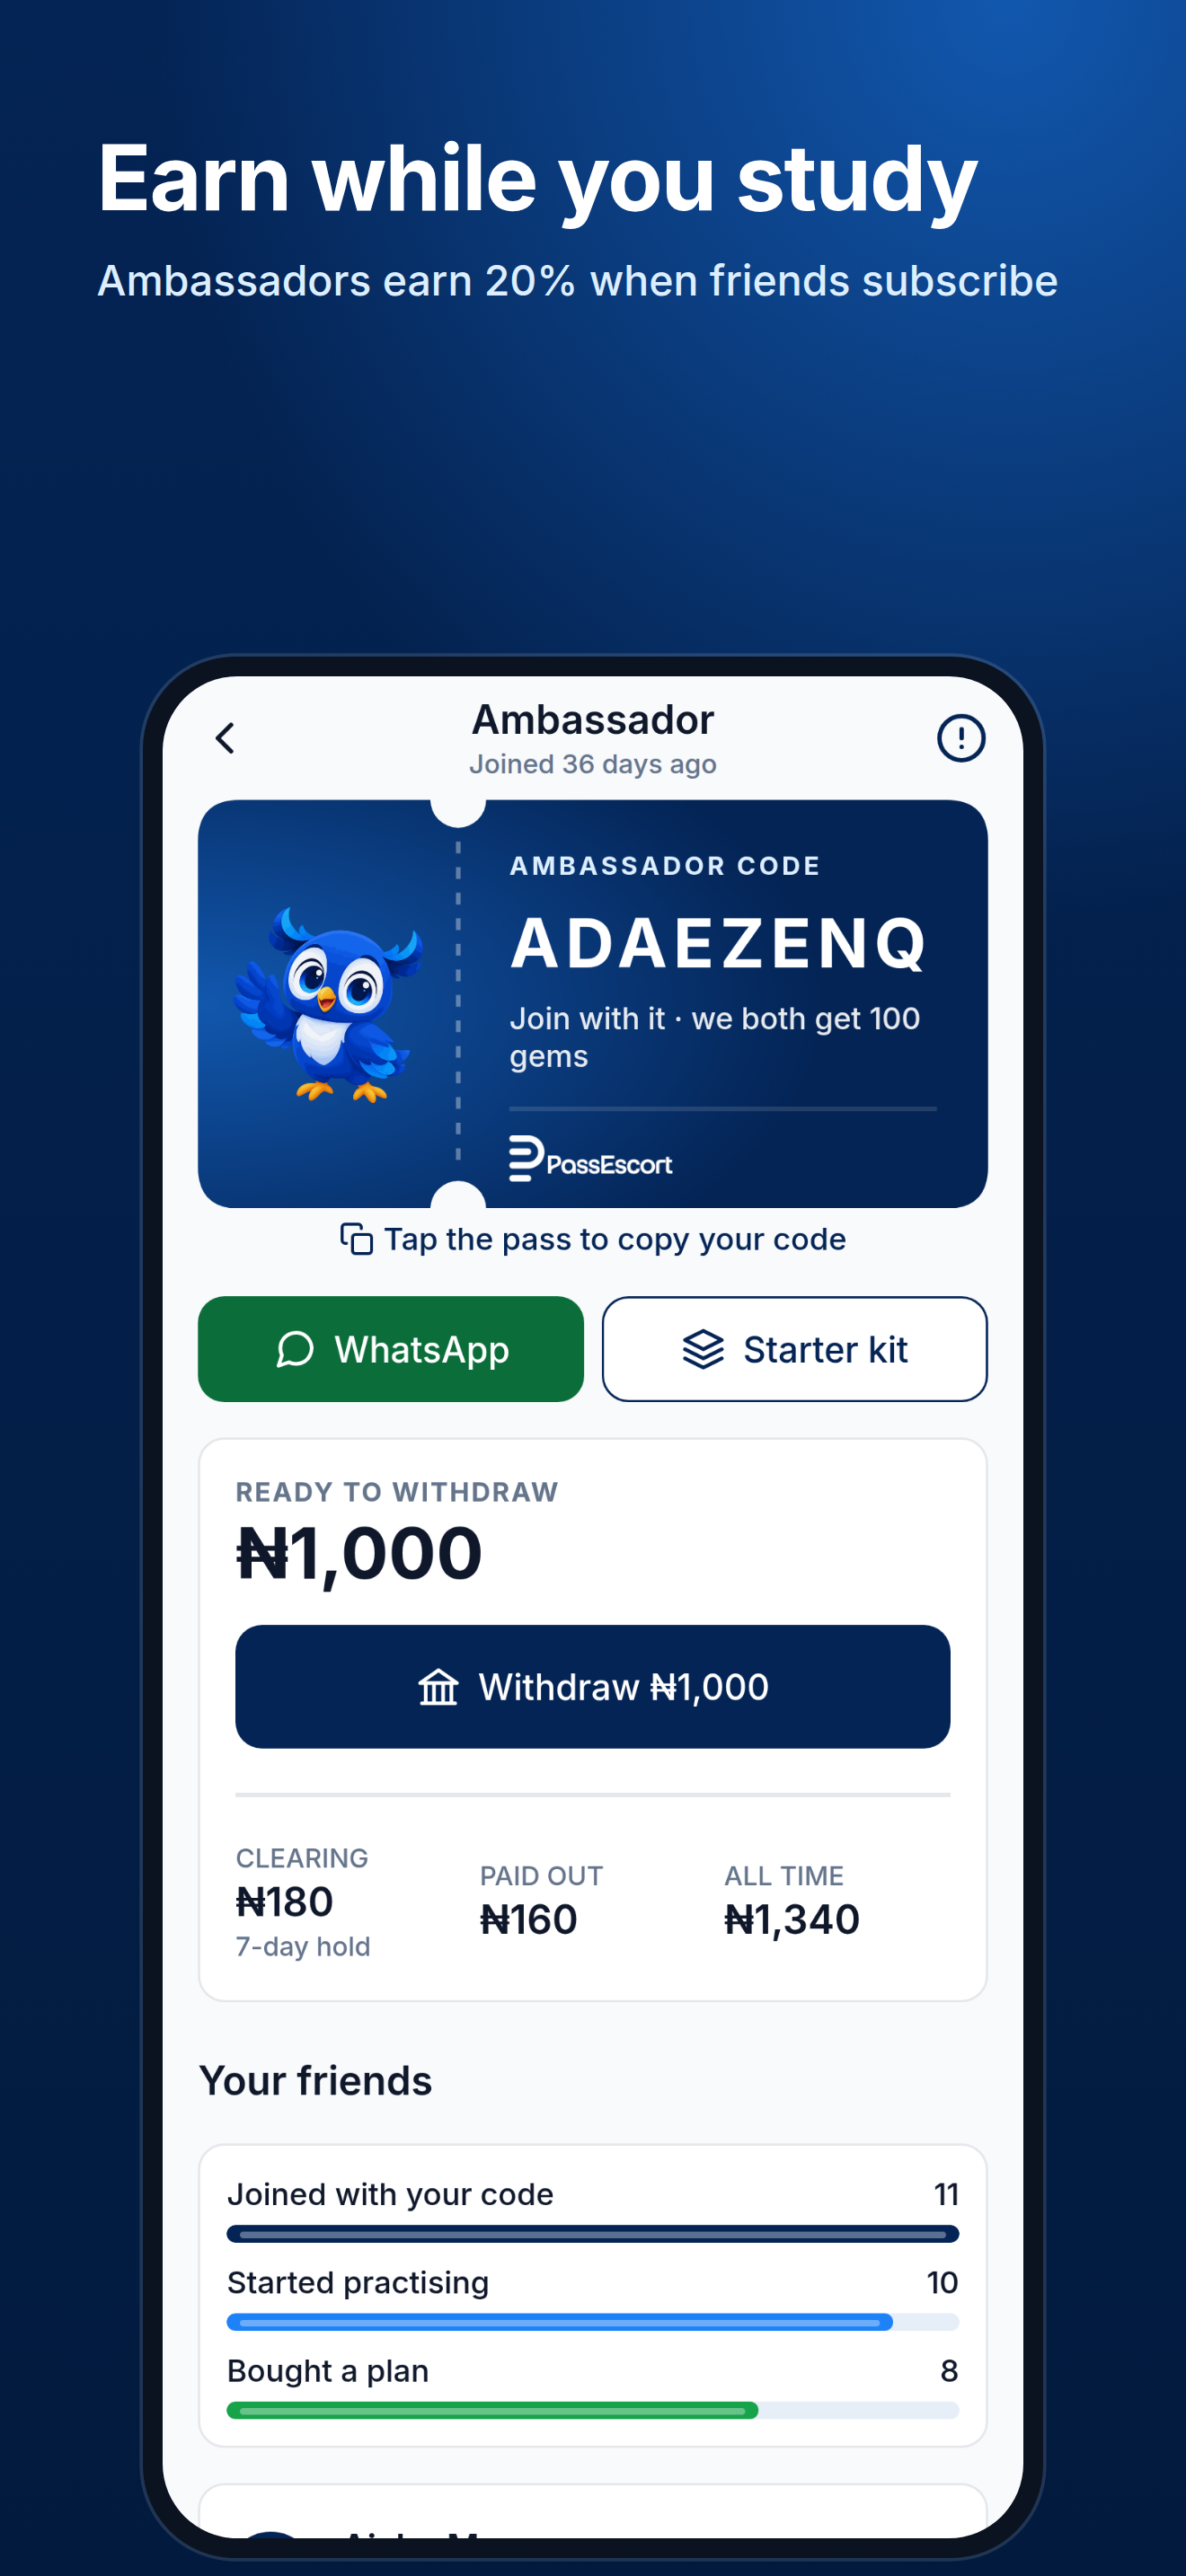 Earn while you study
Ambassadors earn 20% when friends subscribe
Ambassador
Joined 36 days ago
AMBASSADOR CODE
ADAEZENQ
Join with it · we both get 100
gems
PassEscort
Tap the pass to copy your code
WhatsApp
Starter kit
READY TO WITHDRAW
₦1,000
Withdraw ₦1,000
CLEARING
₦180
7-day hold
PAID OUT
₦160
ALL TIME
₦1,340
Your friends
Joined with your code 11
Started practising 10
Bought a plan 8